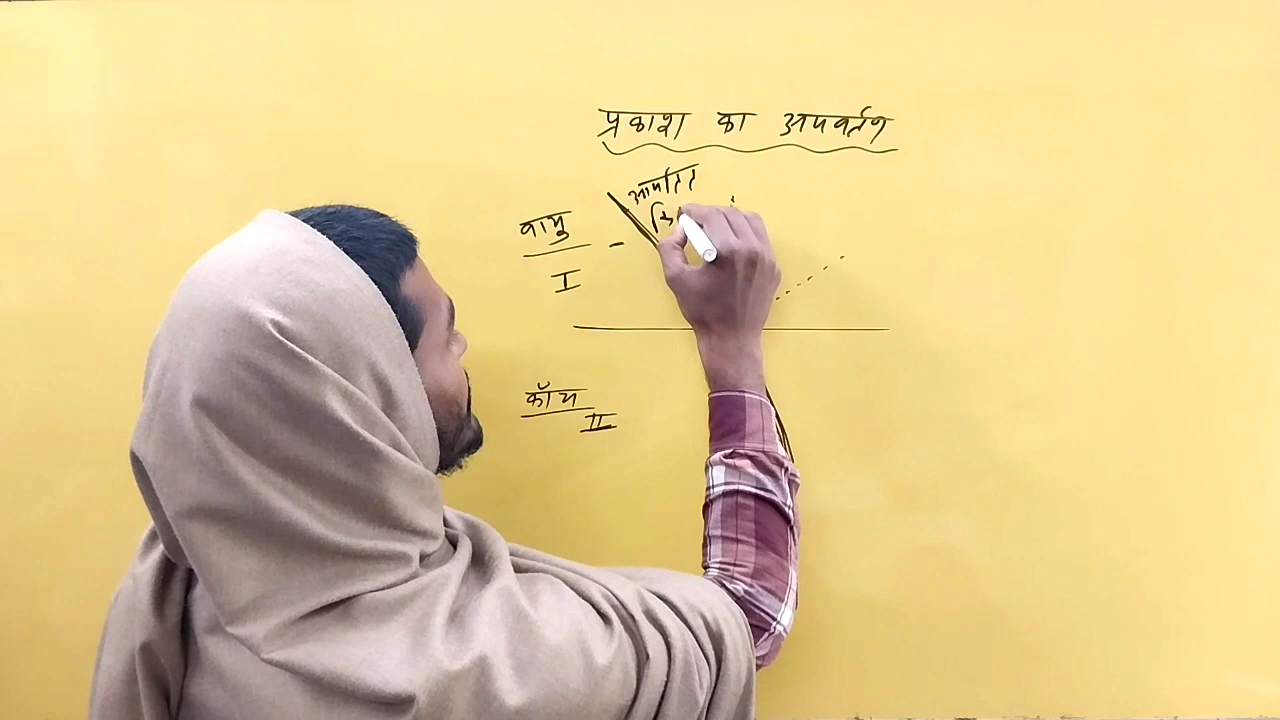 प्रकाश का अपवर्तन
आपतित
वायु
I
काँच
II